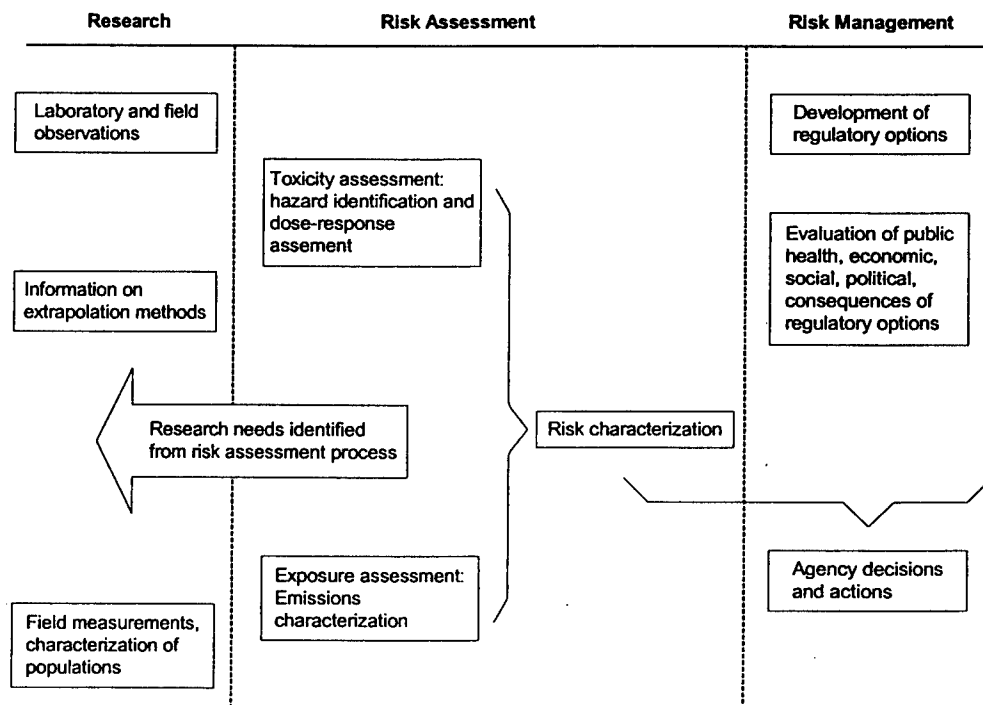 Research
Risk Assessment
Risk Management
Laboratory and field
observations
Information on
extrapolation methods
Research needs identified
from risk assessment process
Field measurements,
characterization of
populations
Toxicity assessment:
hazard identification and
dose-response
assement
Exposure assessment:
Emissions
characterization
Risk characterization
Development of
regulatory options
Evaluation of public
health, economic,
social, political,
consequences of
regulatory options
Agency decisions
and actions